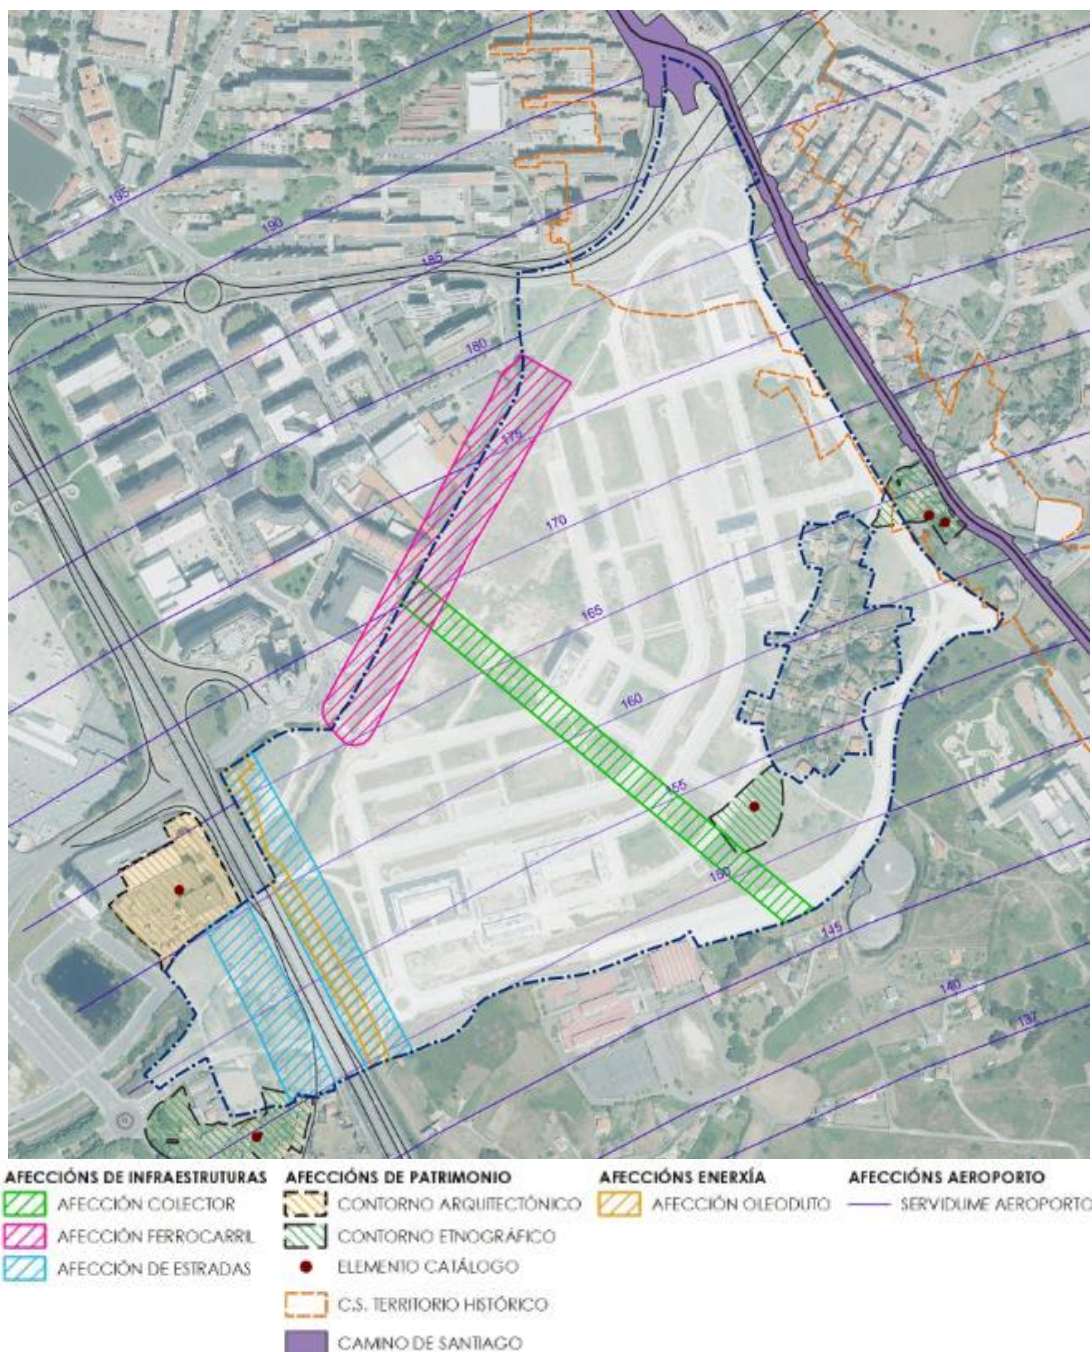 195
190
185
180
175
170
165
160
155
150
145
140
137
AFECCIÓNS DE INFRAESTRUTURAS
AFECCIÓN COLECTOR
AFECCIÓN FERROCARRIL
AFECCIÓN DE ESTRADAS
AFECCIÓNS DE PATRIMONIO
CONTORNO ARQUITECTÓNICO
CONTORNO ETNOGRÁFICO
ELEMENTO CATÁLOGO
C.S. TERRITORIO HISTÓRICO
CAMINO DE SANTIAGO
AFECCIÓNS ENERXÍA
AFECCIÓN OLEODUTO
AFECCIÓNS AEROPORTO
SERVIDUME AEROPORTO